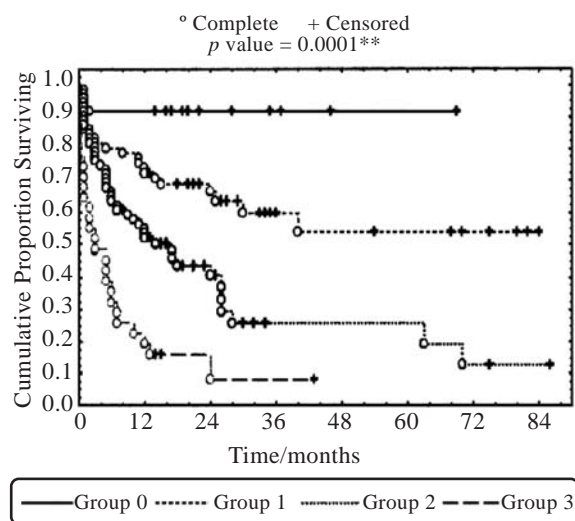 ° Complete + Censored
p value = 0.0001**
Cumulative Proportion Surviving
1.0
0.9
0.8
0.7
0.6
0.5
0.4
0.3
0.2
0.1
0.0
0 12 24 36 48 60 72 84
Time/months
Group 0 Group 1 Group 2 Group 3